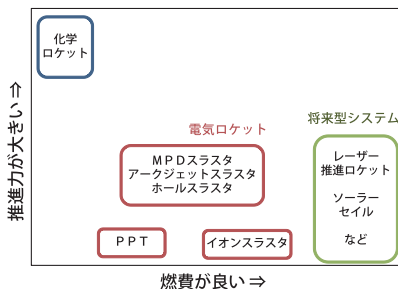 化学
ロケット
推進力が大きい⇒
電気ロケット
将来型システム
ＭＰＤスラスタ
アークジェットスラスタ
ホールスラスタ
レーザー
推進ロケット
ソーラー
セイル
など
ＰＰＴ
イオンスラスタ
燃費が良い⇒